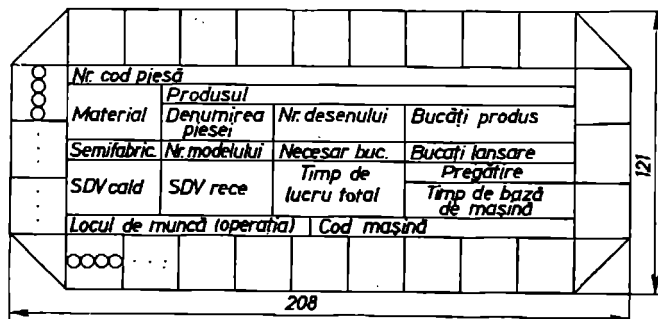 Nr. cod piesă
Produsul
Material
Denumirea piesei
Nr. desenului
Bucăți produs
Semifabric.
Nr. modelului
Necesar buc.
Bucați lansare
SDV cald
SDV rece
Timp de lucru total
Pregătire
Timp de bază de mașină
Locul de muncă (operația)
Cod mașină
208
121